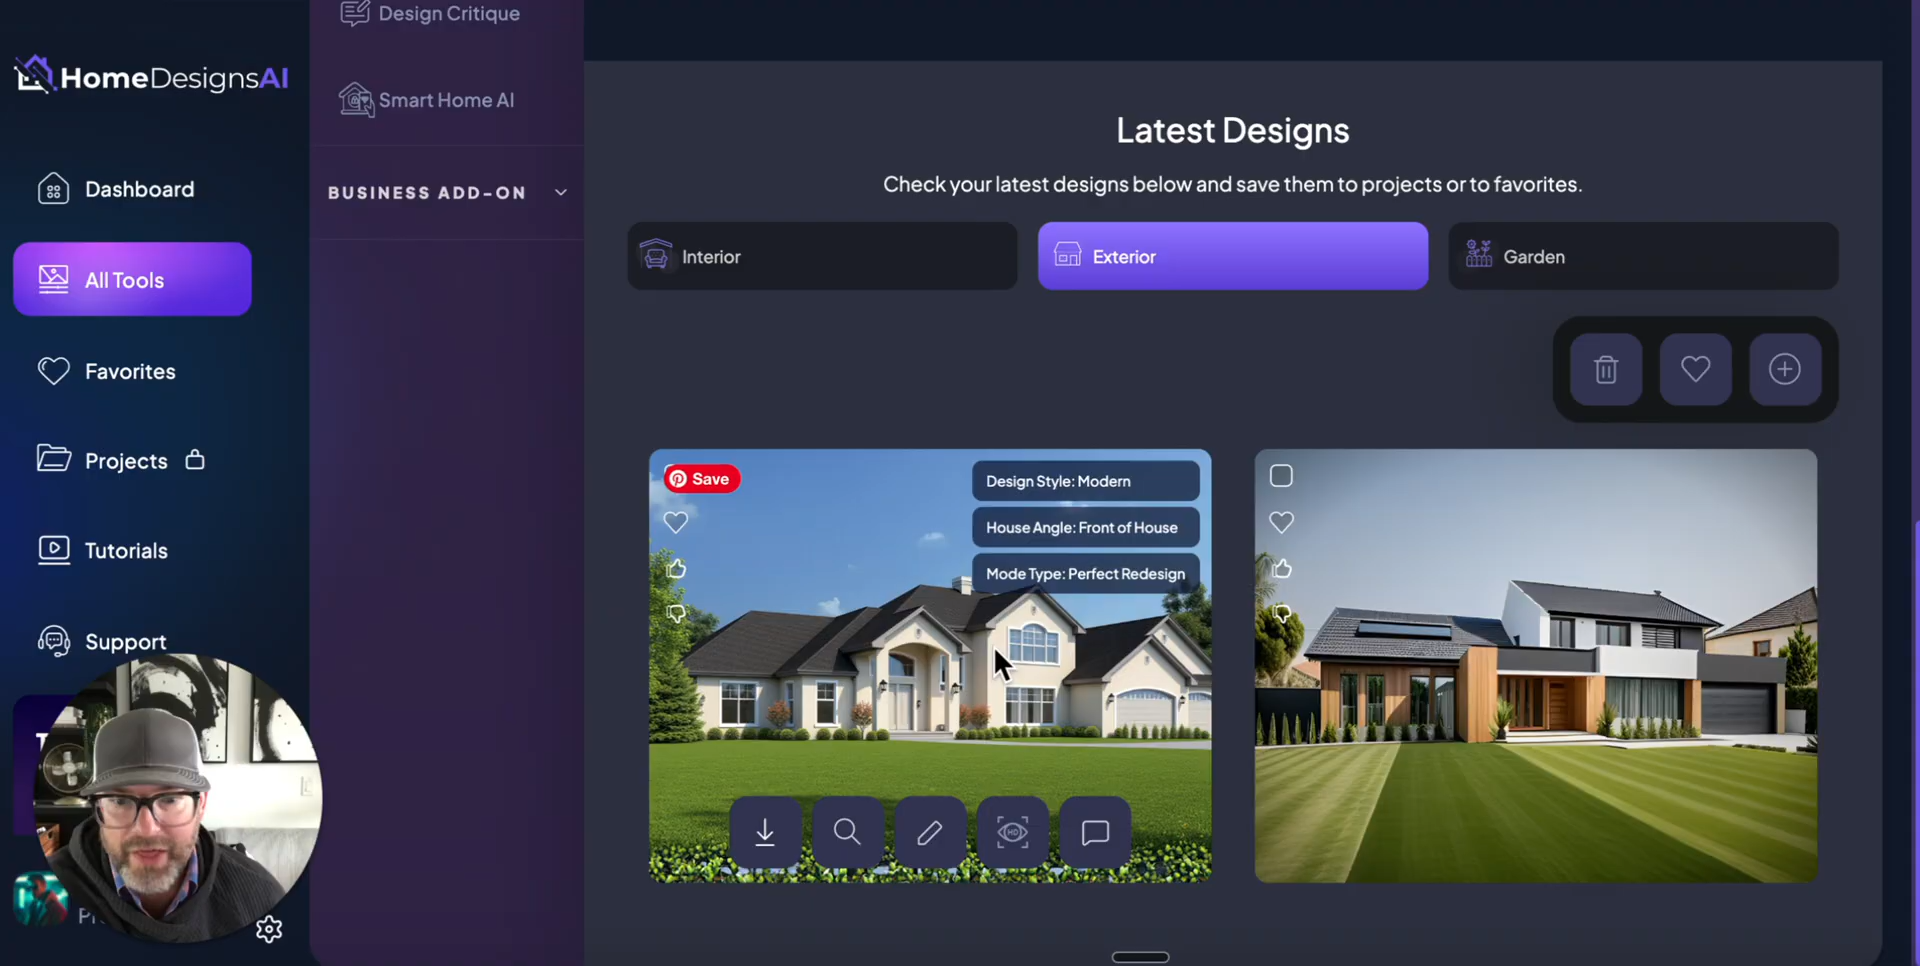 HomeDesignsAI
Dashboard
All Tools
Favorites
Projects
Tutorials
Support
Design Critique
Smart Home AI
BUSINESS ADD-ON
Latest Designs
Check your latest designs below and save them to projects or to favorites.
Interior
Exterior
Garden
Save
Design Style: Modern
House Angle: Front of House
Mode Type: Perfect Redesign
HD